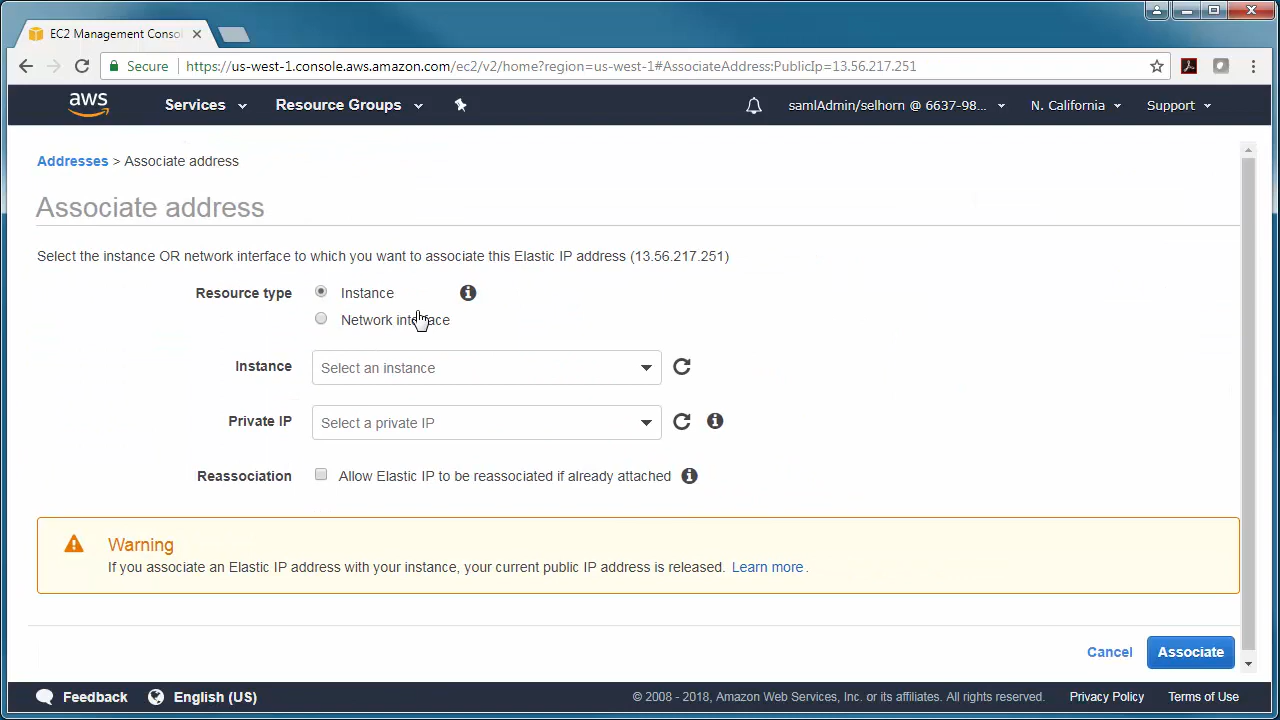 EC2 Management Conso
Secure
https://us-west-1.console.aws.amazon.com/ec2/v2/home?region=us-west-1#AssociateAddress:PublicIp=13.56.217.251
aws Services Resource Groups samlAdmin/selhorn @ 6637-98... N. California Support
Addresses > Associate address
Associate address
Select the instance OR network interface to which you want to associate this Elastic IP address (13.56.217.251)
Resource type Instance
Network interface
Instance Select an instance
Private IP Select a private IP
Reassociation Allow Elastic IP to be reassociated if already attached
Warning
If you associate an Elastic IP address with your instance, your current public IP address is released. Learn more.
Cancel Associate
Feedback English (US) © 2008 - 2018, Amazon Web Services, Inc. or its affiliates. All rights reserved. Privacy Policy Terms of Use